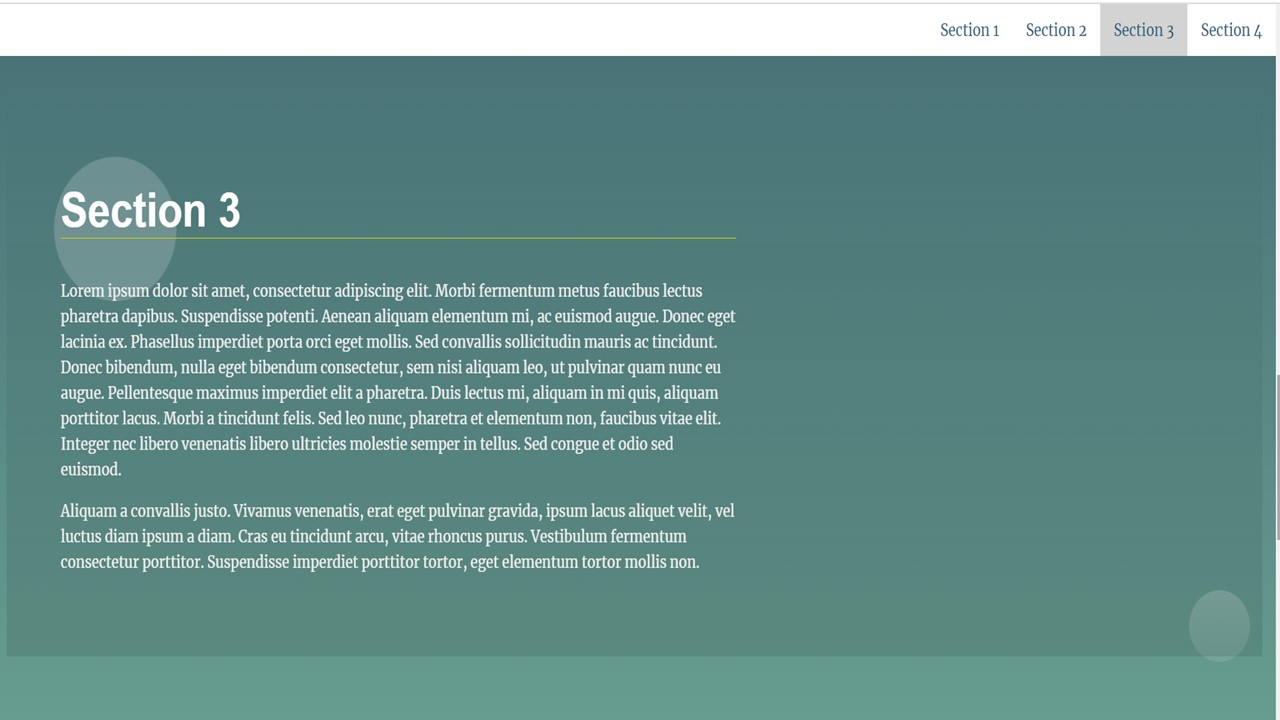 Section 1 Section 2 Section 3 Section 4
Section 3
Lorem ipsum dolor sit amet, consectetur adipiscing elit. Morbi fermentum metus faucibus lectus
pharetra dapibus. Suspendisse potenti. Aenean aliquam elementum mi, ac euismod augue. Donec eget
lacinia ex. Phasellus imperdiet porta orci eget mollis. Sed convallis sollicitudin mauris ac tincidunt.
Donec bibendum, nulla eget bibendum consectetur, sem nisi aliquam leo, ut pulvinar quam nunc eu
augue. Pellentesque maximus imperdiet elit a pharetra. Duis lectus mi, aliquam in mi quis, aliquam
porttitor lacus. Morbi a tincidunt felis. Sed leo nunc, pharetra et elementum non, faucibus vitae elit.
Integer nec libero venenatis libero ultricies molestie semper in tellus. Sed congue et odio sed
euismod.
Aliquam a convallis justo. Vivamus venenatis, erat eget pulvinar gravida, ipsum lacus aliquet velit, vel
luctus diam ipsum a diam. Cras eu tincidunt arcu, vitae rhoncus purus. Vestibulum fermentum
consectetur porttitor. Suspendisse imperdiet porttitor tortor, eget elementum tortor mollis non.